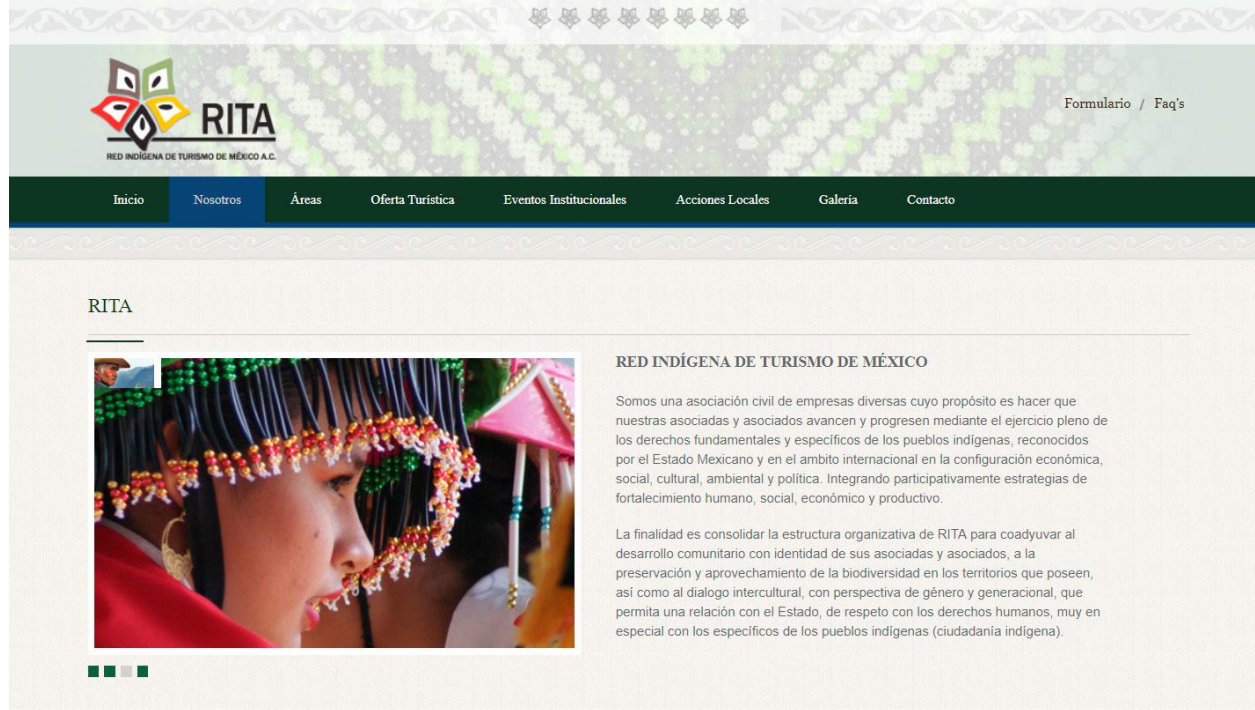 RITA
RED INDÍGENA DE TURISMO DE MÉXICO A.C.
Formulario / Faq's
Inicio Nosotros Áreas Oferta Turística Eventos Institucionales Acciones Locales Galería Contacto
RITA
RED INDÍGENA DE TURISMO DE MÉXICO
Somos una asociación civil de empresas diversas cuyo propósito es hacer que
nuestras asociadas y asociados avancen y progresen mediante el ejercicio pleno de
los derechos fundamentales y específicos de los pueblos indígenas, reconocidos
por el Estado Mexicano y en el ambito internacional en la configuración económica,
social, cultural, ambiental y política. Integrando participativamente estrategias de
fortalecimiento humano, social, económico y productivo.
La finalidad es consolidar la estructura organizativa de RITA para coadyuvar al
desarrollo comunitario con identidad de sus asociadas y asociados, a la
preservación y aprovechamiento de la biodiversidad en los territorios que poseen,
así como al dialogo intercultural, con perspectiva de género y generacional, que
permita una relación con el Estado, de respeto con los derechos humanos, muy en
especial con los específicos de los pueblos indígenas (ciudadanía indígena).